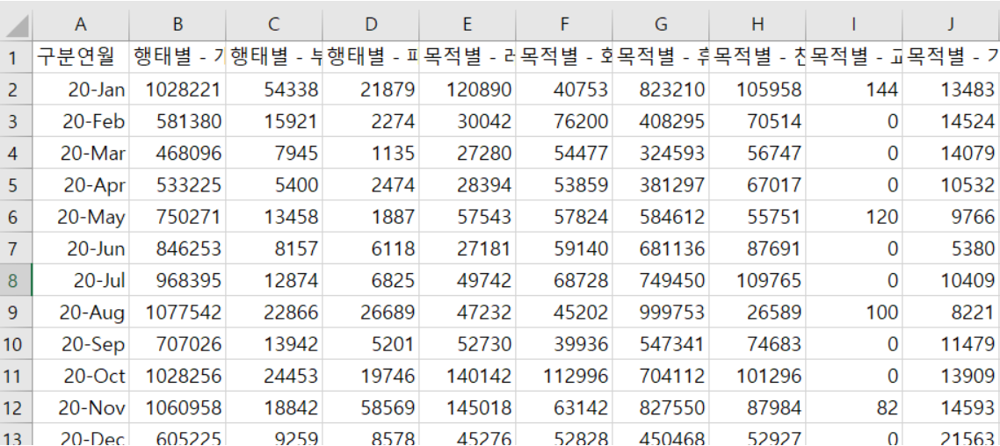 A B C D E F G H I J
1 구분연월 행태별 - 행태별 - 행태별 - 목적별 - 목적별 - 목적별 - 목적별 - 목적별 - 목적별 -
2 20-Jan 1028221 54338 21879 120890 40753 823210 105958 144 13483
3 20-Feb 581380 15921 2274 30042 76200 408295 70514 0 14524
4 20-Mar 468096 7945 1135 27280 54477 324593 56747 0 14079
5 20-Apr 533225 5400 2474 28394 53859 381297 67017 0 10532
6 20-May 750271 13458 1887 57543 57824 584612 55751 120 9766
7 20-Jun 846253 8157 6118 27181 59140 681136 87691 0 5380
8 20-Jul 968395 12874 6825 49742 68728 749450 109765 0 10409
9 20-Aug 1077542 22866 26689 47232 45202 999753 26589 100 8221
10 20-Sep 707026 13942 5201 52730 39936 547341 74683 0 11479
11 20-Oct 1028256 24453 19746 140142 112996 704112 101296 0 13909
12 20-Nov 1060958 18842 58569 145018 63142 827550 87984 82 14593
13 20-Dec 605225 9259 8578 45276 52828 450468 52927 0 21563